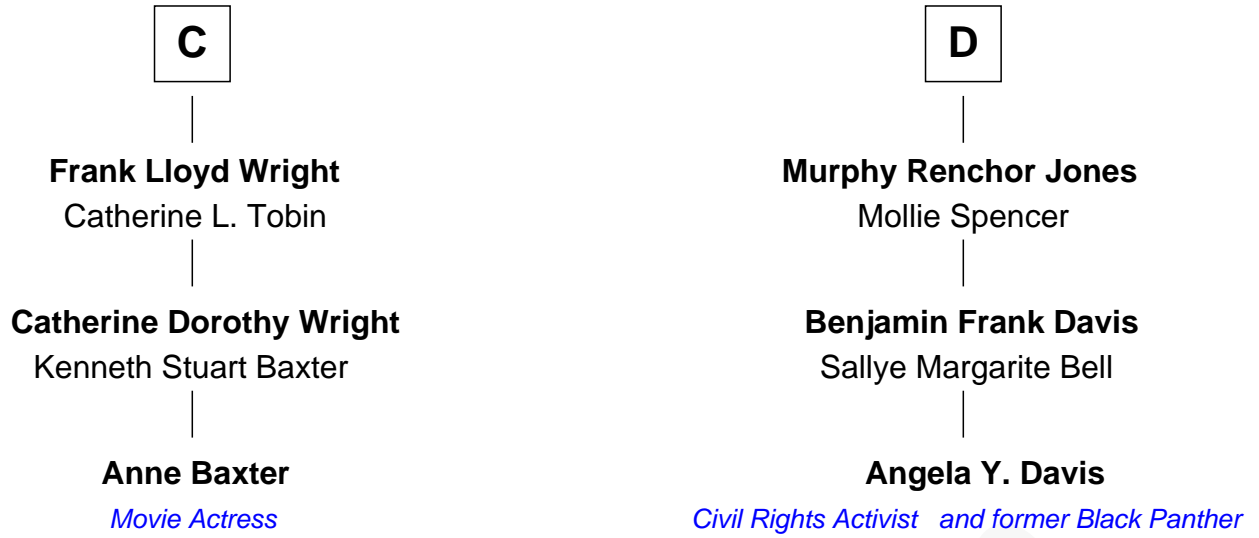 C
Frank Lloyd Wright
Catherine L. Tobin
Catherine Dorothy Wright
Kenneth Stuart Baxter
Anne Baxter
Movie Actress
D
Murphy Renchor Jones
Mollie Spencer
Benjamin Frank Davis
Sallye Margarite Bell
Angela Y. Davis
Civil Rights Activist and former Black Panther